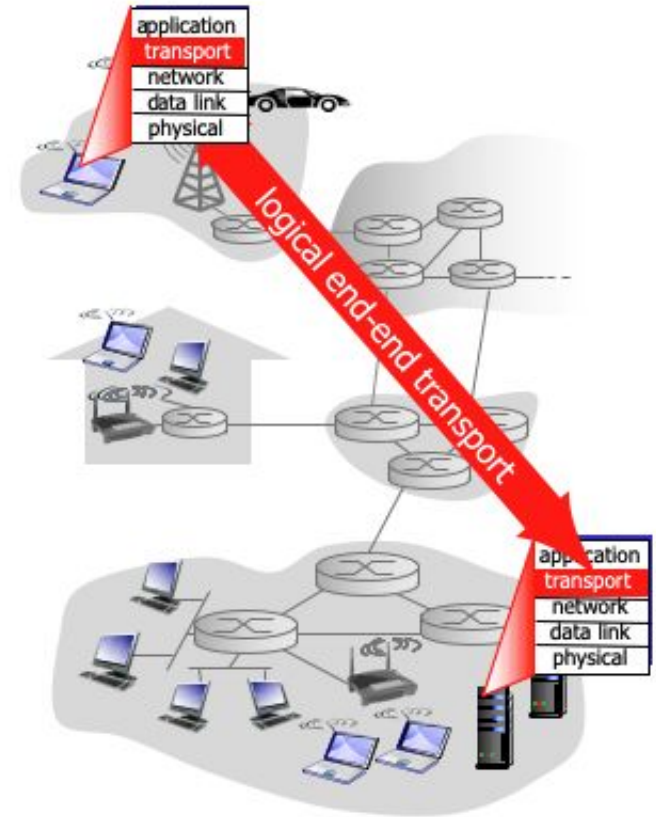 application
transport
network
data link
physical
logical end-end transport
application
transport
network
data link
physical